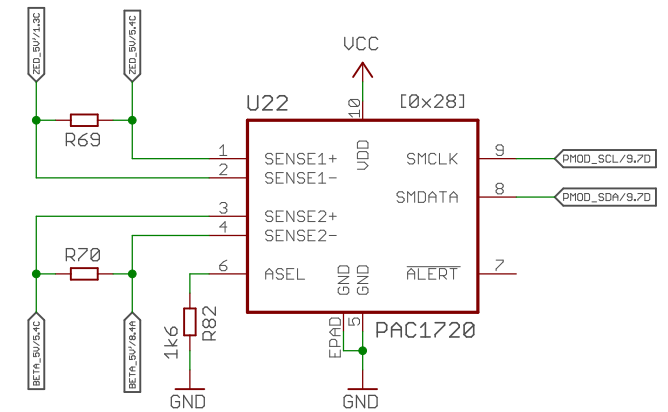 ZED_5V'/1.3C
ZED_5V/5.4C
VCC
U22
[0x28]
10
R69
1
SENSE1+
VDD
SMCLK
9
PMOD_SCL/9.7D
2
SENSE1-
SMDATA
8
PMOD_SDA/9.7D
3
SENSE2+
4
SENSE2-
R70
6
ASEL
GND
GND
ALERT
7
1k6
R82
EPAD
5
PAC1720
BETA_5V/5.4C
BETA_5V'/8.4A
GND
GND